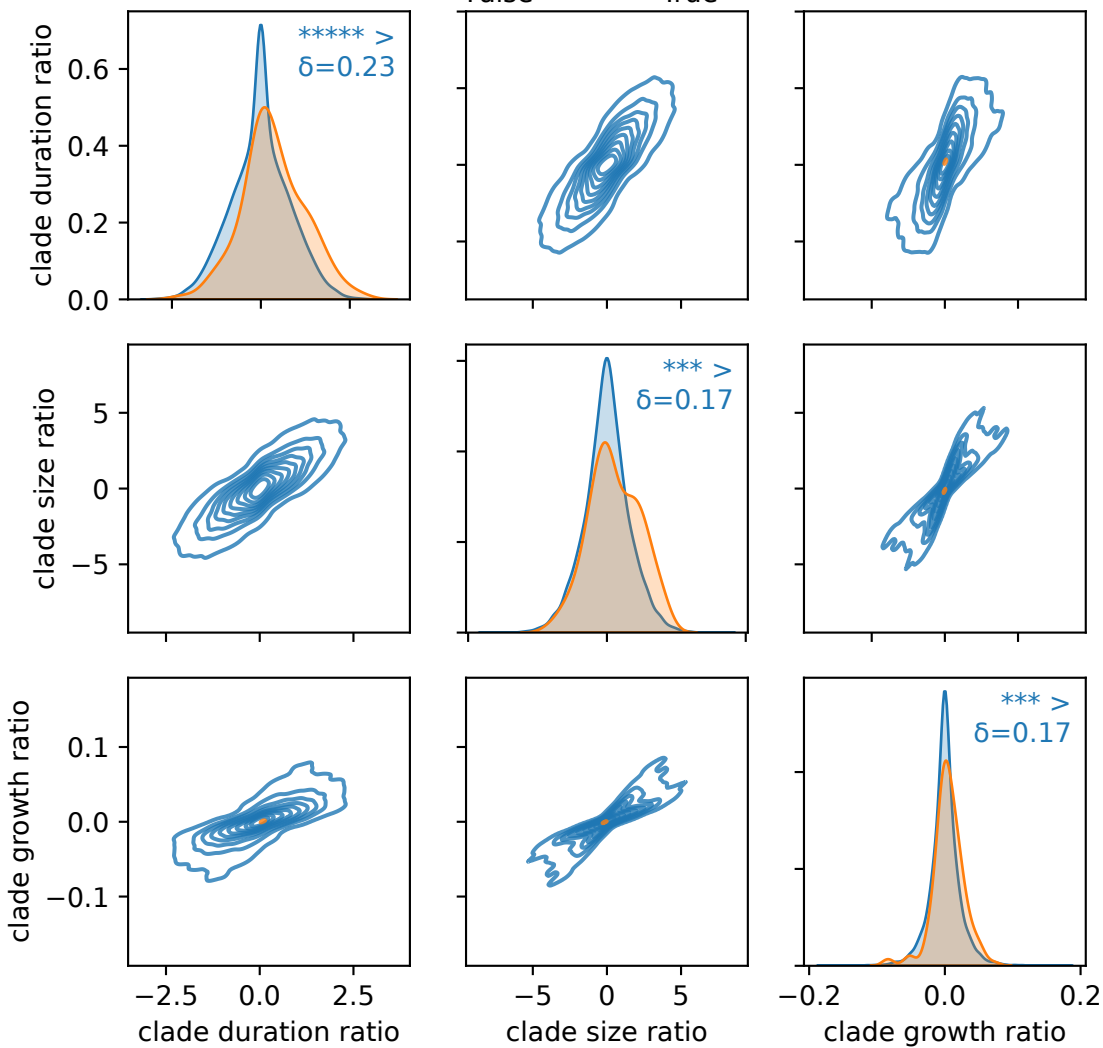 ***** >
δ=0.23
clade duration ratio
0.6
0.4
0.2
0.0
*** >
δ=0.17
clade size ratio
5
0
−5
*** >
δ=0.17
clade growth ratio
0.1
0.0
−0.1
−2.5 0.0 2.5 −5 0 5 −0.2 0.0 0.2
clade duration ratio clade size ratio clade growth ratio